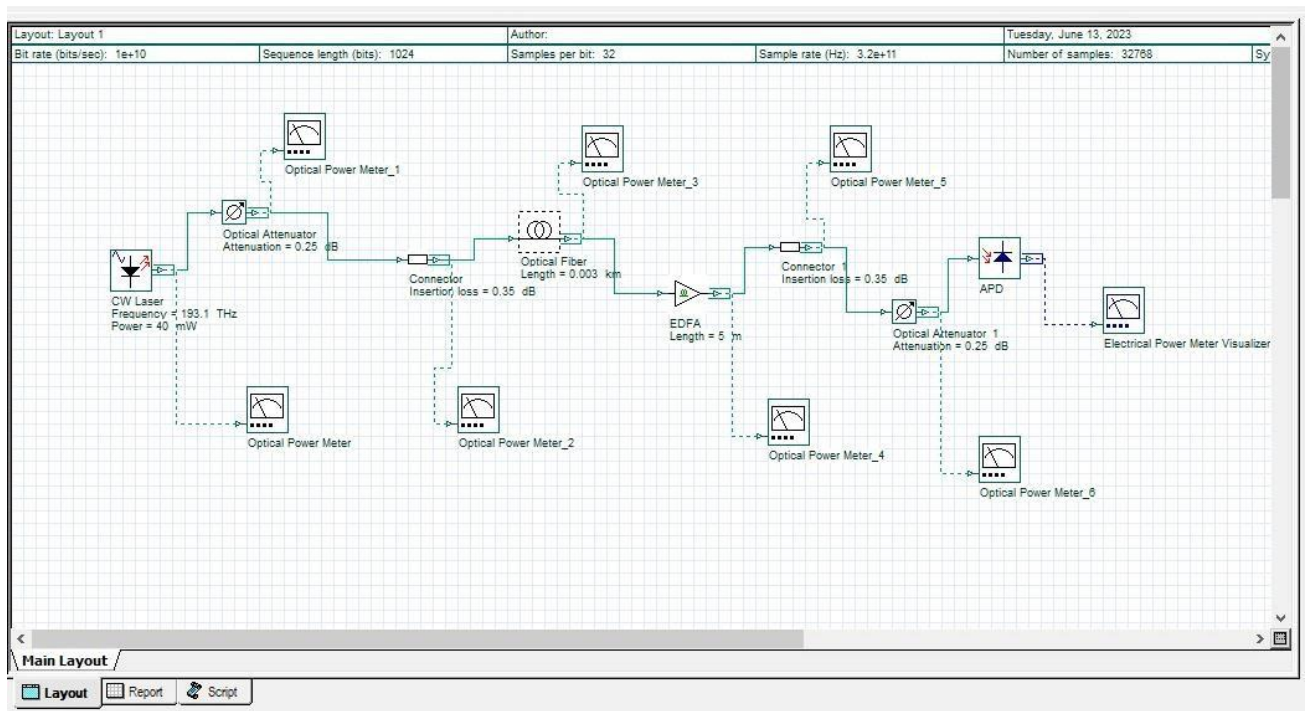 Layout: Layout 1
Author:
Tuesday, June 13, 2023
Bit rate (bits/sec): 1e+10
Sequence length (bits): 1024
Samples per bit: 32
Sample rate (Hz): 3.2e+11
Number of samples: 32768
Sy
Optical Power Meter_1
Optical Power Meter_3
Optical Power Meter_5
Optical Attenuator
Attenuation = 0.25 dB
CW Laser
Frequency = 193.1 THz
Power = 40 mW
Connector
Insertion loss = 0.35 dB
Optical Fiber
Length = 0.003 km
EDFA
Length = 5 m
Connector 1
Insertion loss = 0.35 dB
APD
Optical Attenuator 1
Attenuation = 0.25 dB
Electrical Power Meter Visualizer
Optical Power Meter
Optical Power Meter_2
Optical Power Meter_4
Optical Power Meter_6
Main Layout
Layout
Report
Script